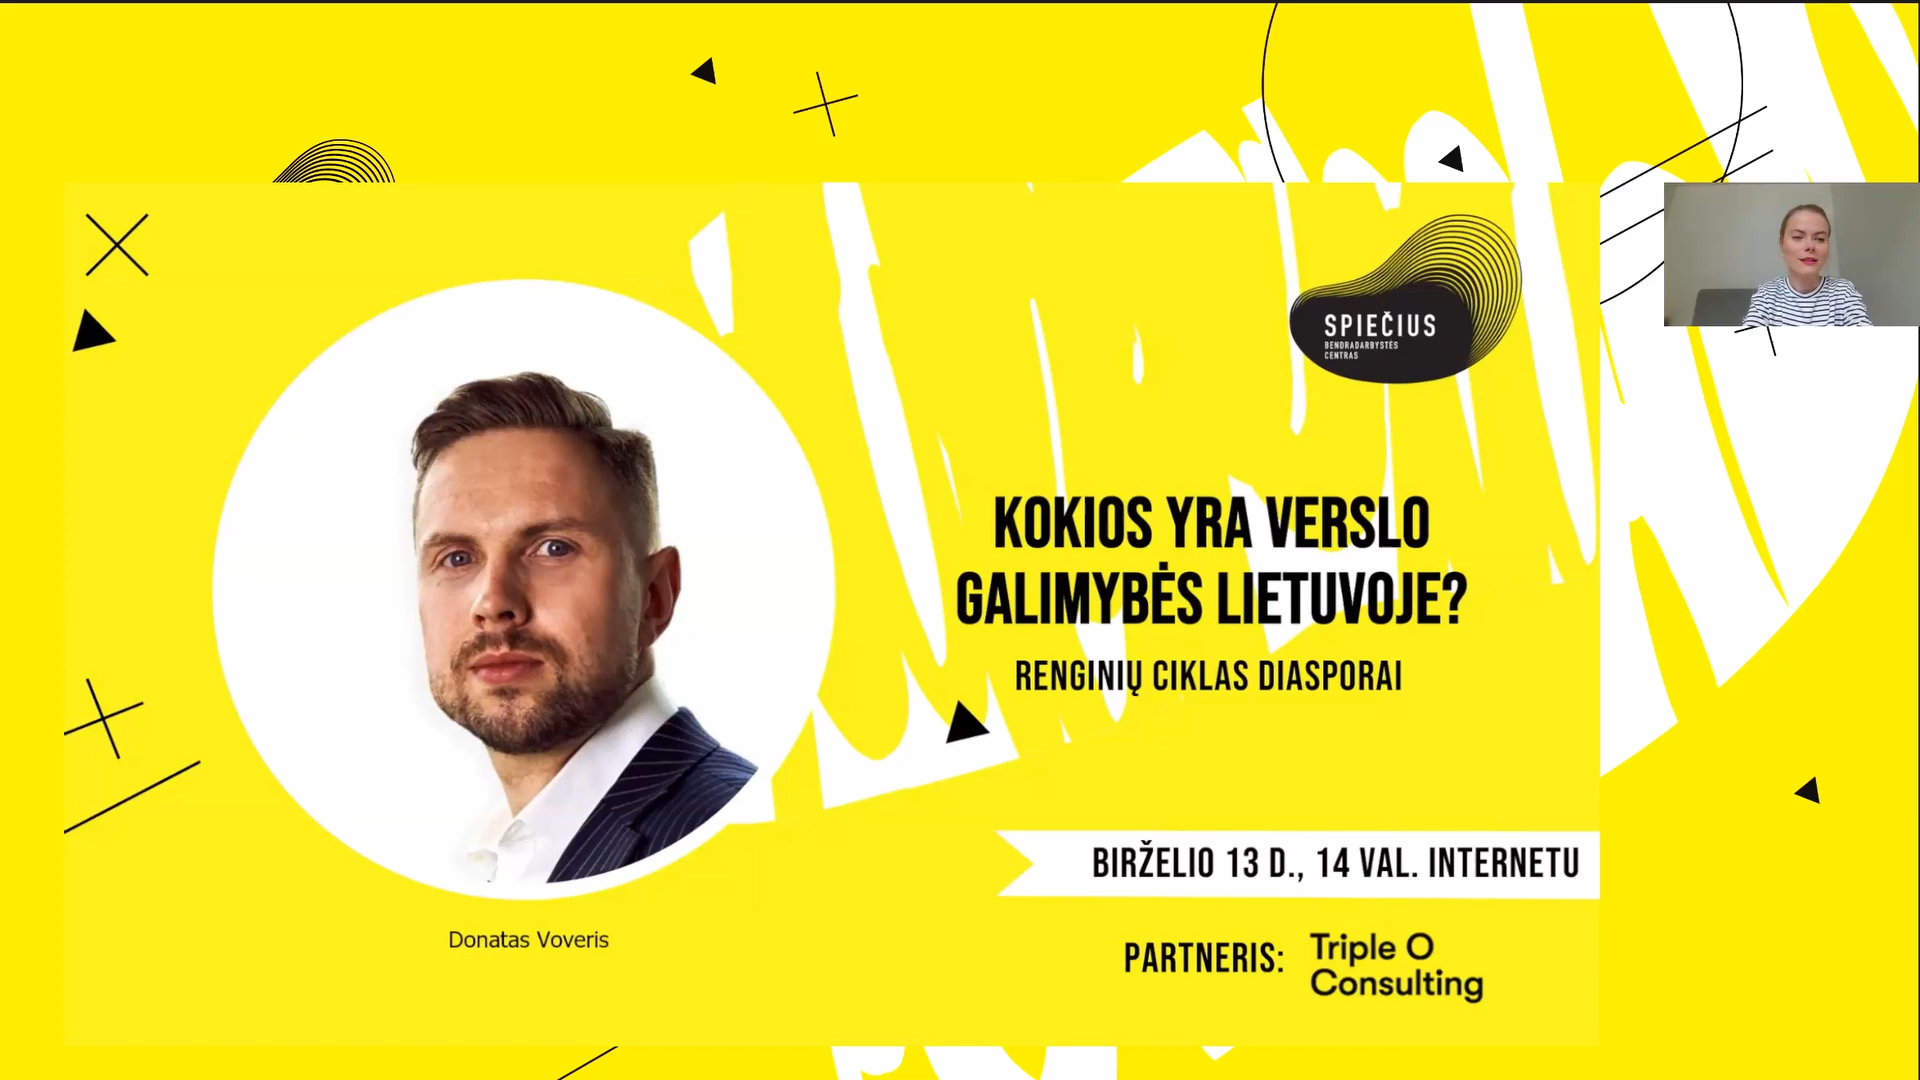 SPIEČIUS
BENDRADARBYSTĖS
CENTRAS
KOKIOS YRA VERSLO
GALIMYBĖS LIETUVOJE?
RENGINIŲ CIKLAS DIASPORAI
BIRŽELIO 13 D., 14 VAL. INTERNETU
Donatas Voveris
PARTNERIS:
Triple O
Consulting